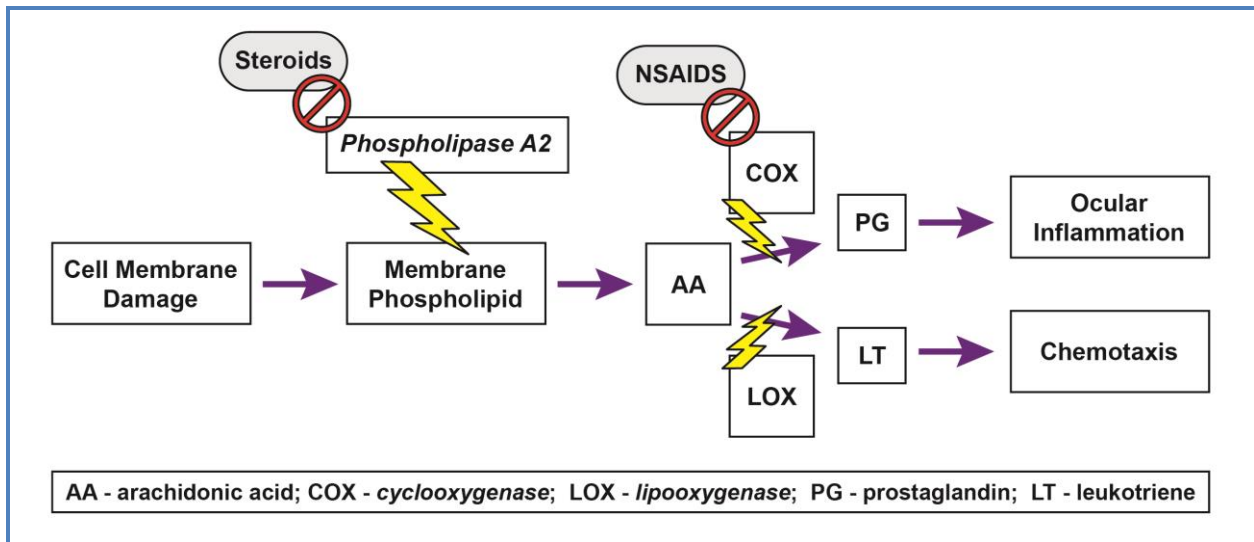 Steroids
NSAIDS
Phospholipase A2
COX
PG
Ocular
Inflammation
Cell Membrane
Damage
Membrane
Phospholipid
AA
LT
Chemotaxis
LOX
AA - arachidonic acid; COX - cyclooxygenase; LOX - lipooxygenase; PG - prostaglandin; LT - leukotriene